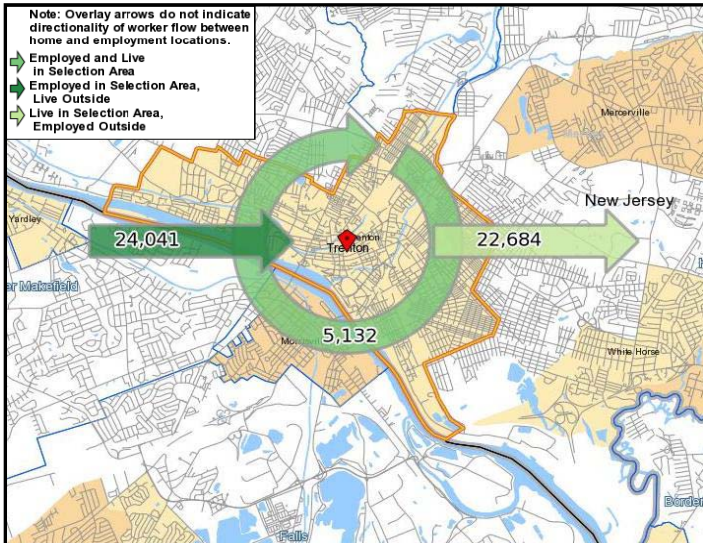 Note: Overlay arrows do not indicate
directionality of worker flow between
home and employment locations.
Employed and Live
in Selection Area
Employed in Selection Area,
Live Outside
Live in Selection Area,
Employed Outside
Mercerville
New Jersey
Yardley
24,041
Trenton
22,684
er Makefield
5,132
White Horse
Falls
Border